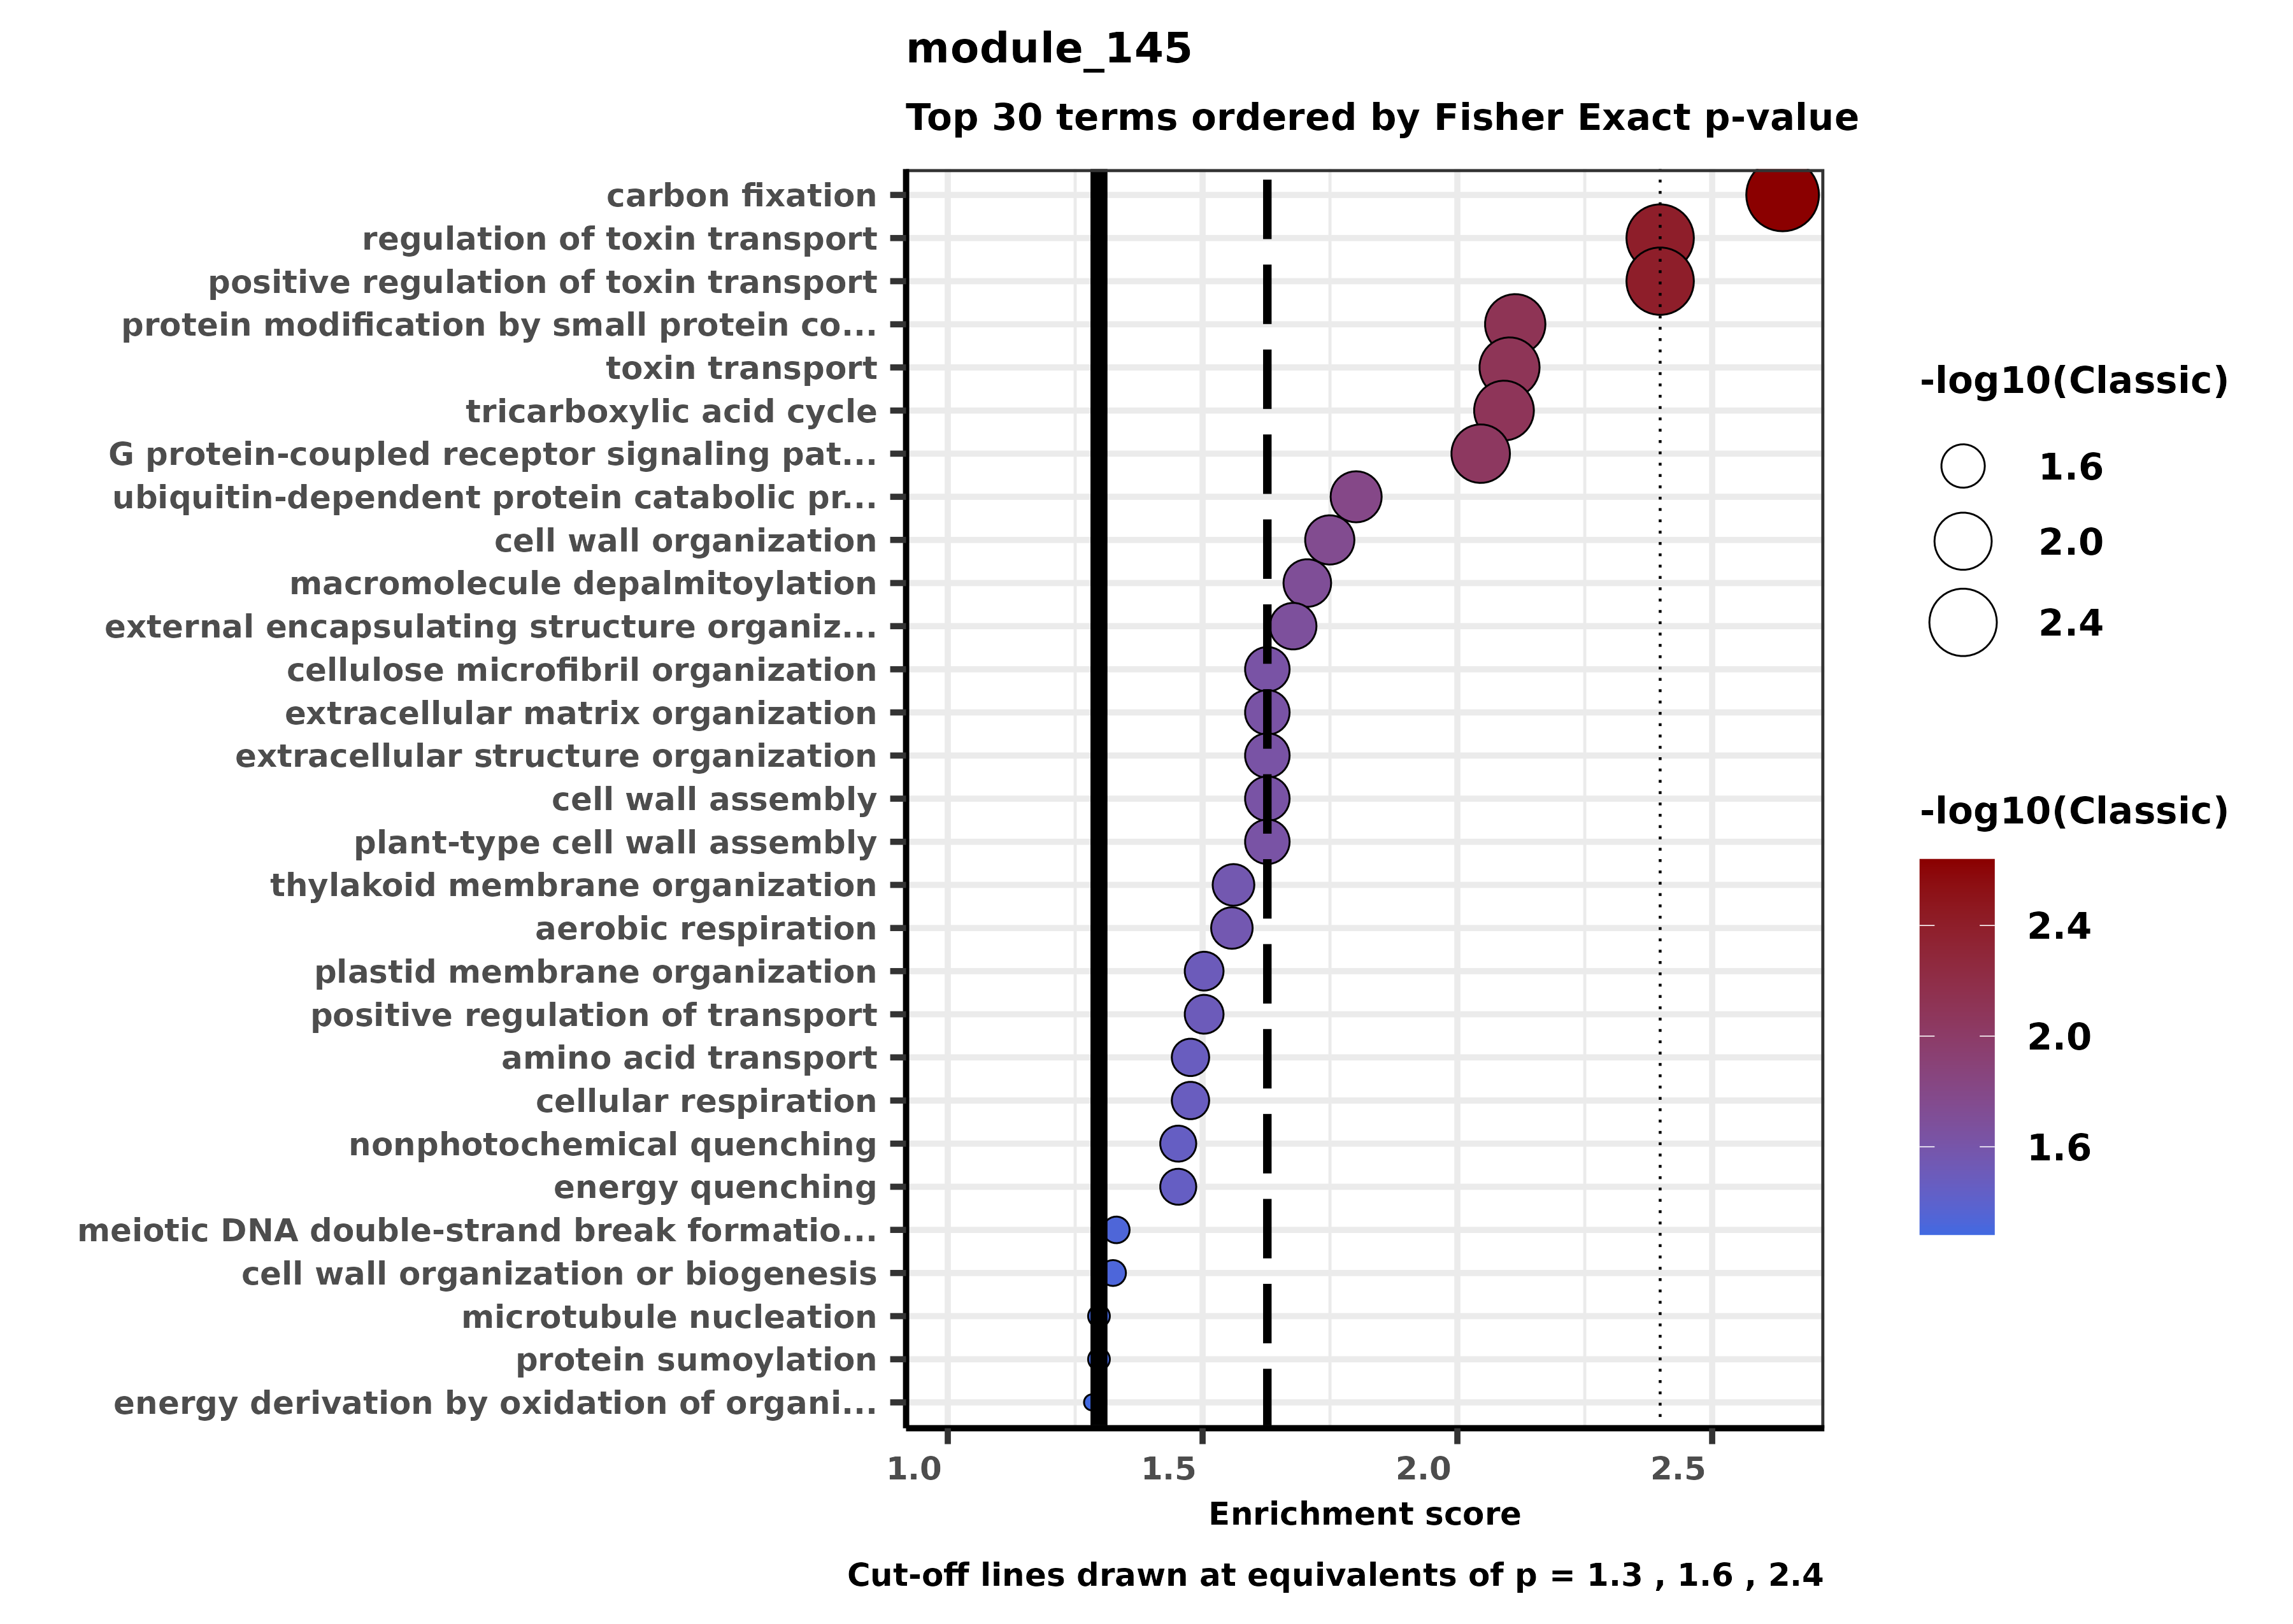 module_145
Top 30 terms ordered by Fisher Exact p-value
carbon fixation
regulation of toxin transport
positive regulation of toxin transport
protein modification by small protein co...
toxin transport
tricarboxylic acid cycle
G protein-coupled receptor signaling pat...
ubiquitin-dependent protein catabolic pr...
cell wall organization
macromolecule depalmitoylation
external encapsulating structure organiz...
cellulose microfibril organization
extracellular matrix organization
extracellular structure organization
cell wall assembly
plant-type cell wall assembly
thylakoid membrane organization
aerobic respiration
plastid membrane organization
positive regulation of transport
amino acid transport
cellular respiration
nonphotochemical quenching
energy quenching
meiotic DNA double-strand break formatio...
cell wall organization or biogenesis
microtubule nucleation
protein sumoylation
energy derivation by oxidation of organi...
1.0 1.5 2.0 2.5
Enrichment score
Cut-off lines drawn at equivalents of p = 1.3 , 1.6 , 2.4
-log10(Classic)
1.6
2.0
2.4
-log10(Classic)
2.4
2.0
1.6